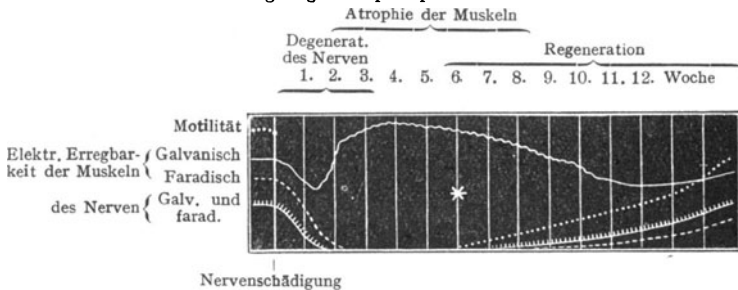 Atrophie der Muskeln
Degenerat.
des Nerven
Regeneration
1. 2. 3. 4. 5. 6. 7. 8. 9. 10. 11. 12. Woche
Motilität
Elektr. Erregbar-
keit der Muskeln
Galvanisch
Faradisch
des Nerven
Galv. und
farad.
Nervenschädigung